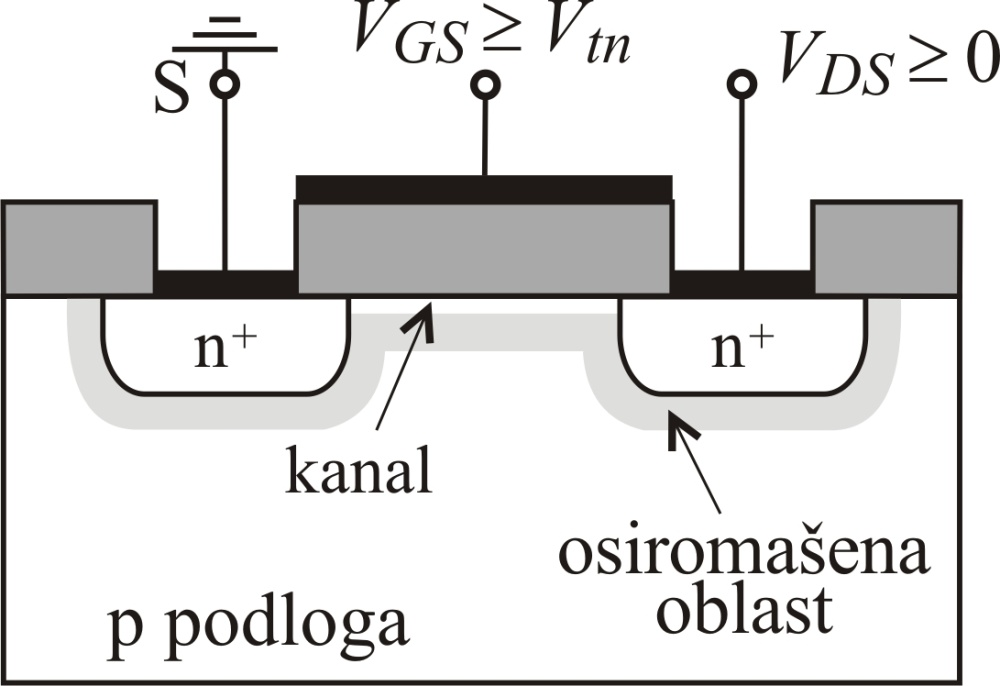 V_GS ≥ V_tn
V_DS ≥ 0
S
n⁺
n⁺
kanal
osiromašena
oblast
p podloga